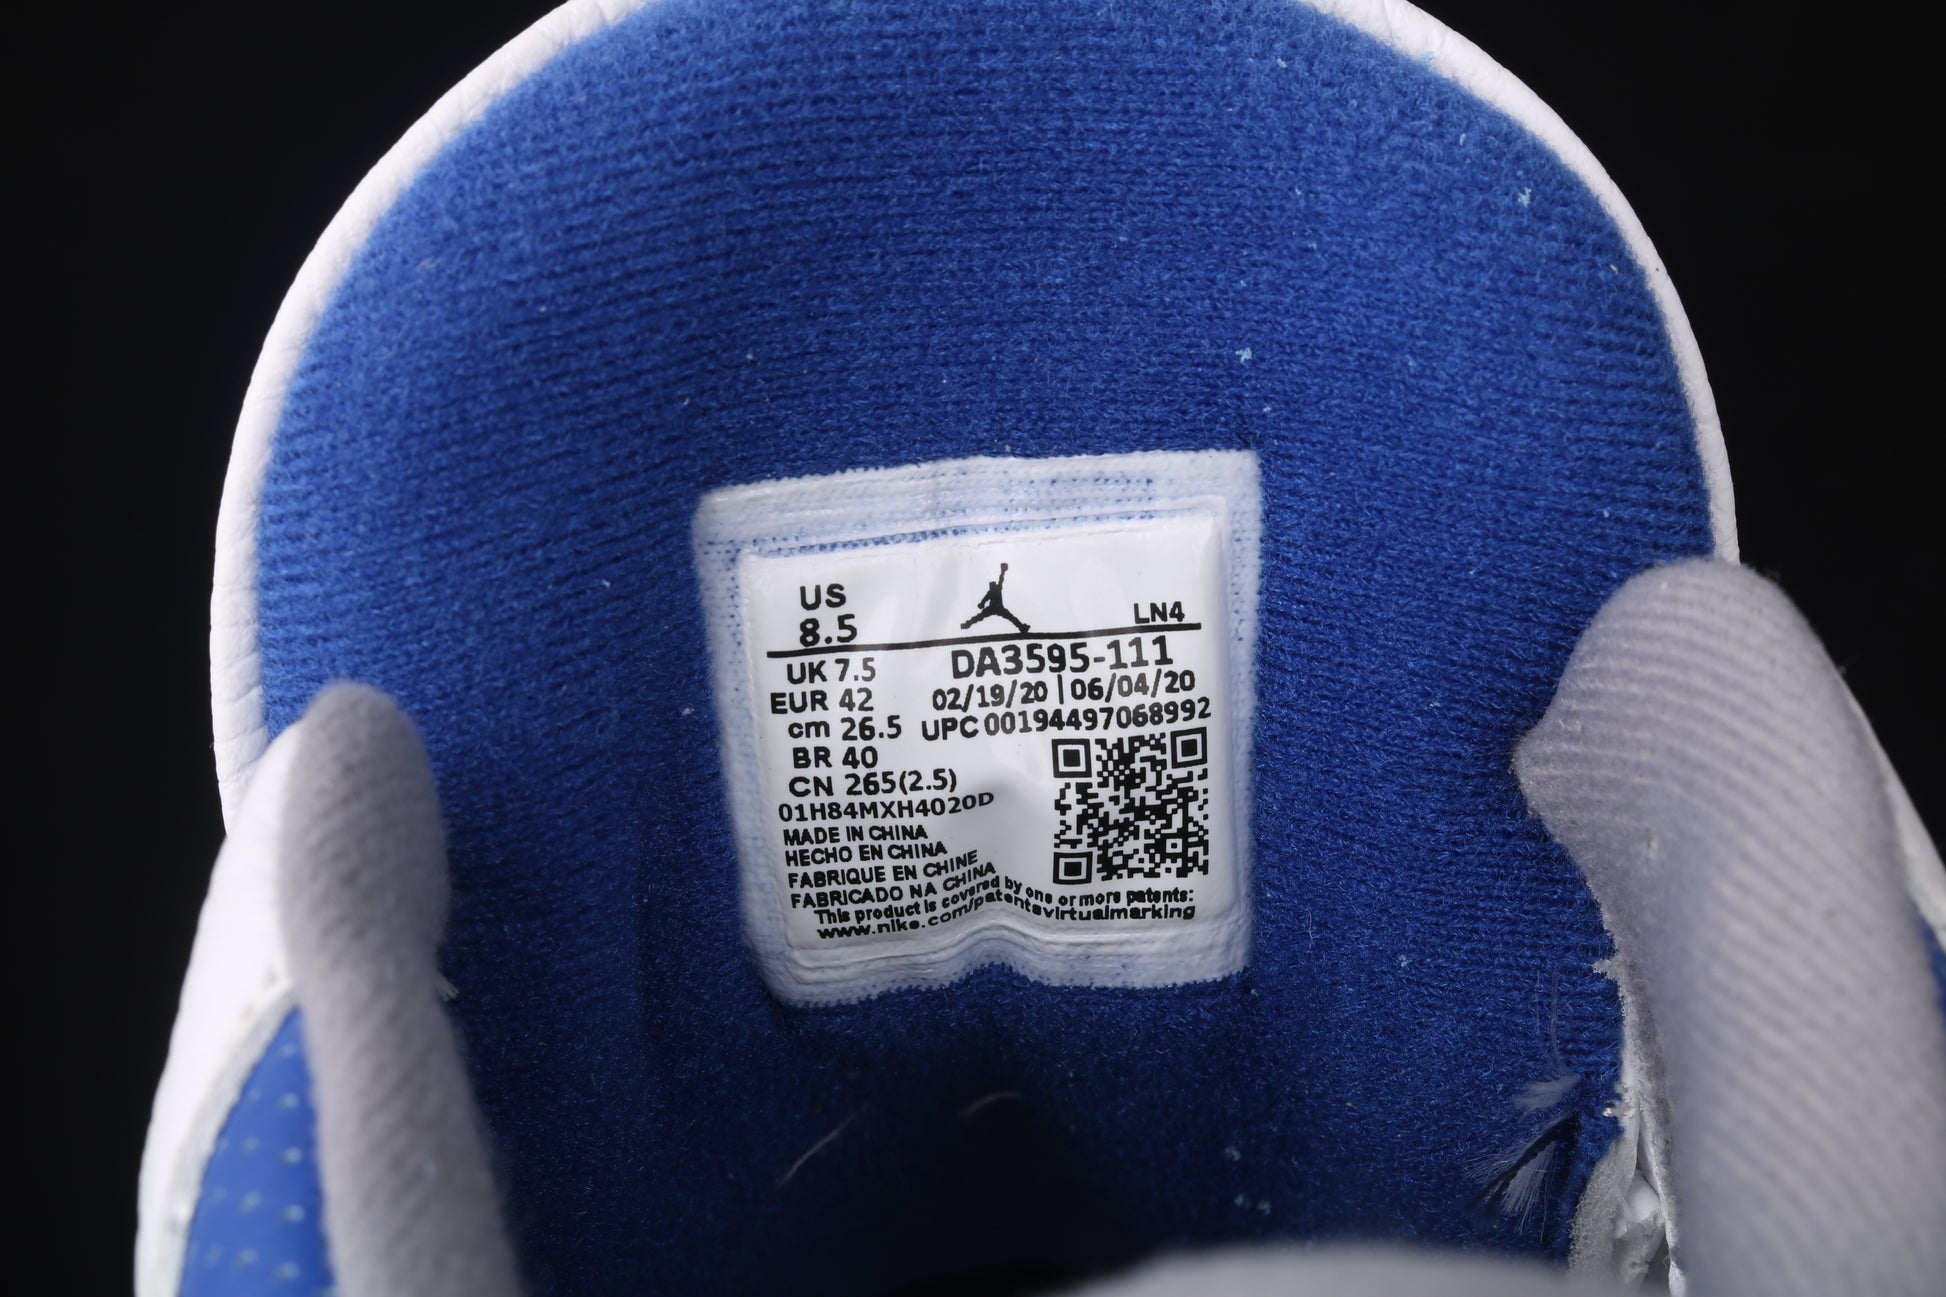 US
8.5
LN4
UK 7.5
DA3595-111
EUR 42
02/19/20 | 06/04/20
cm 26.5
UPC 00194497068992
BR 40
CN 265(2.5)
01H84MXH4020D
MADE IN CHINA
HECHO EN CHINA
FABRIQUE EN CHINE
FABRICADO NA CHINA
This product is covered by one or more patents:
www.nike.com/patentsvirtualmarking